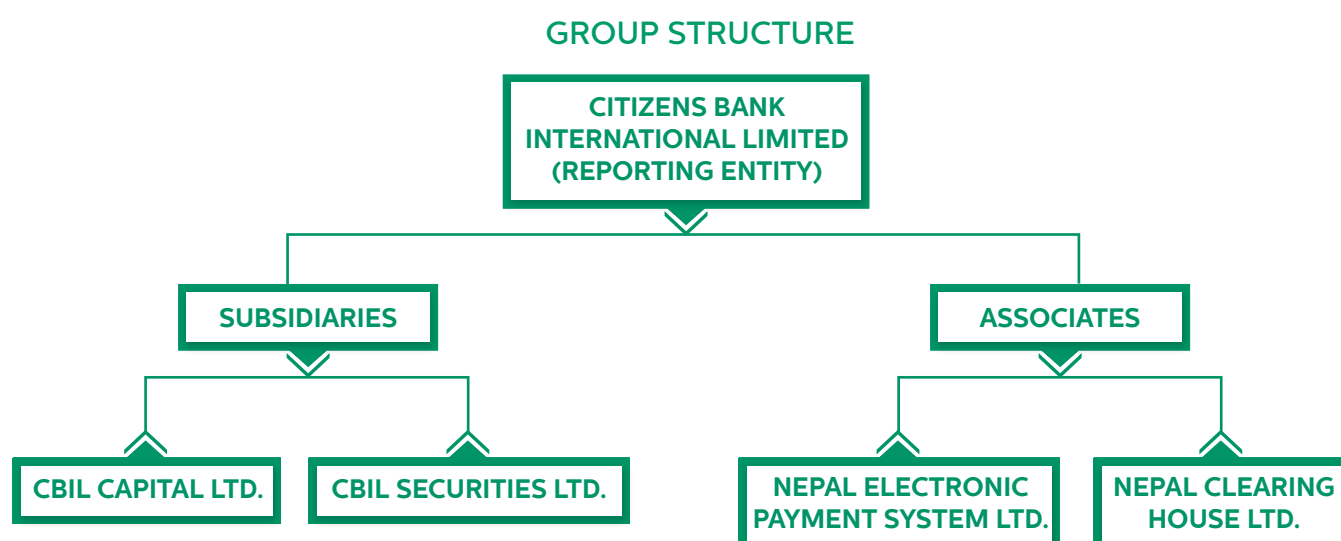 GROUP STRUCTURE
CITIZENS BANK
INTERNATIONAL LIMITED
(REPORTING ENTITY)
SUBSIDIARIES
ASSOCIATES
CBIL CAPITAL LTD.
CBIL SECURITIES LTD.
NEPAL ELECTRONIC
PAYMENT SYSTEM LTD.
NEPAL CLEARING
HOUSE LTD.